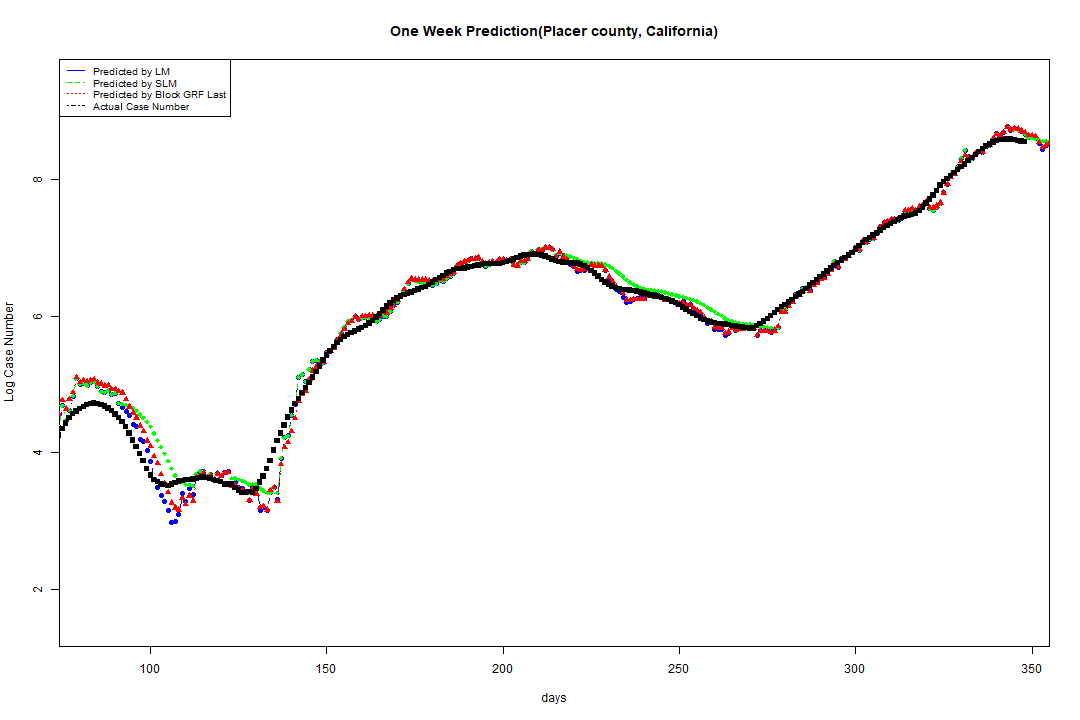 One Week Prediction(Placer county, California)
Predicted by LM
Predicted by SLM
Predicted by Block GRF Last
Actual Case Number
Log Case Number
8
6
4
2
100 150 200 250 300 350
days